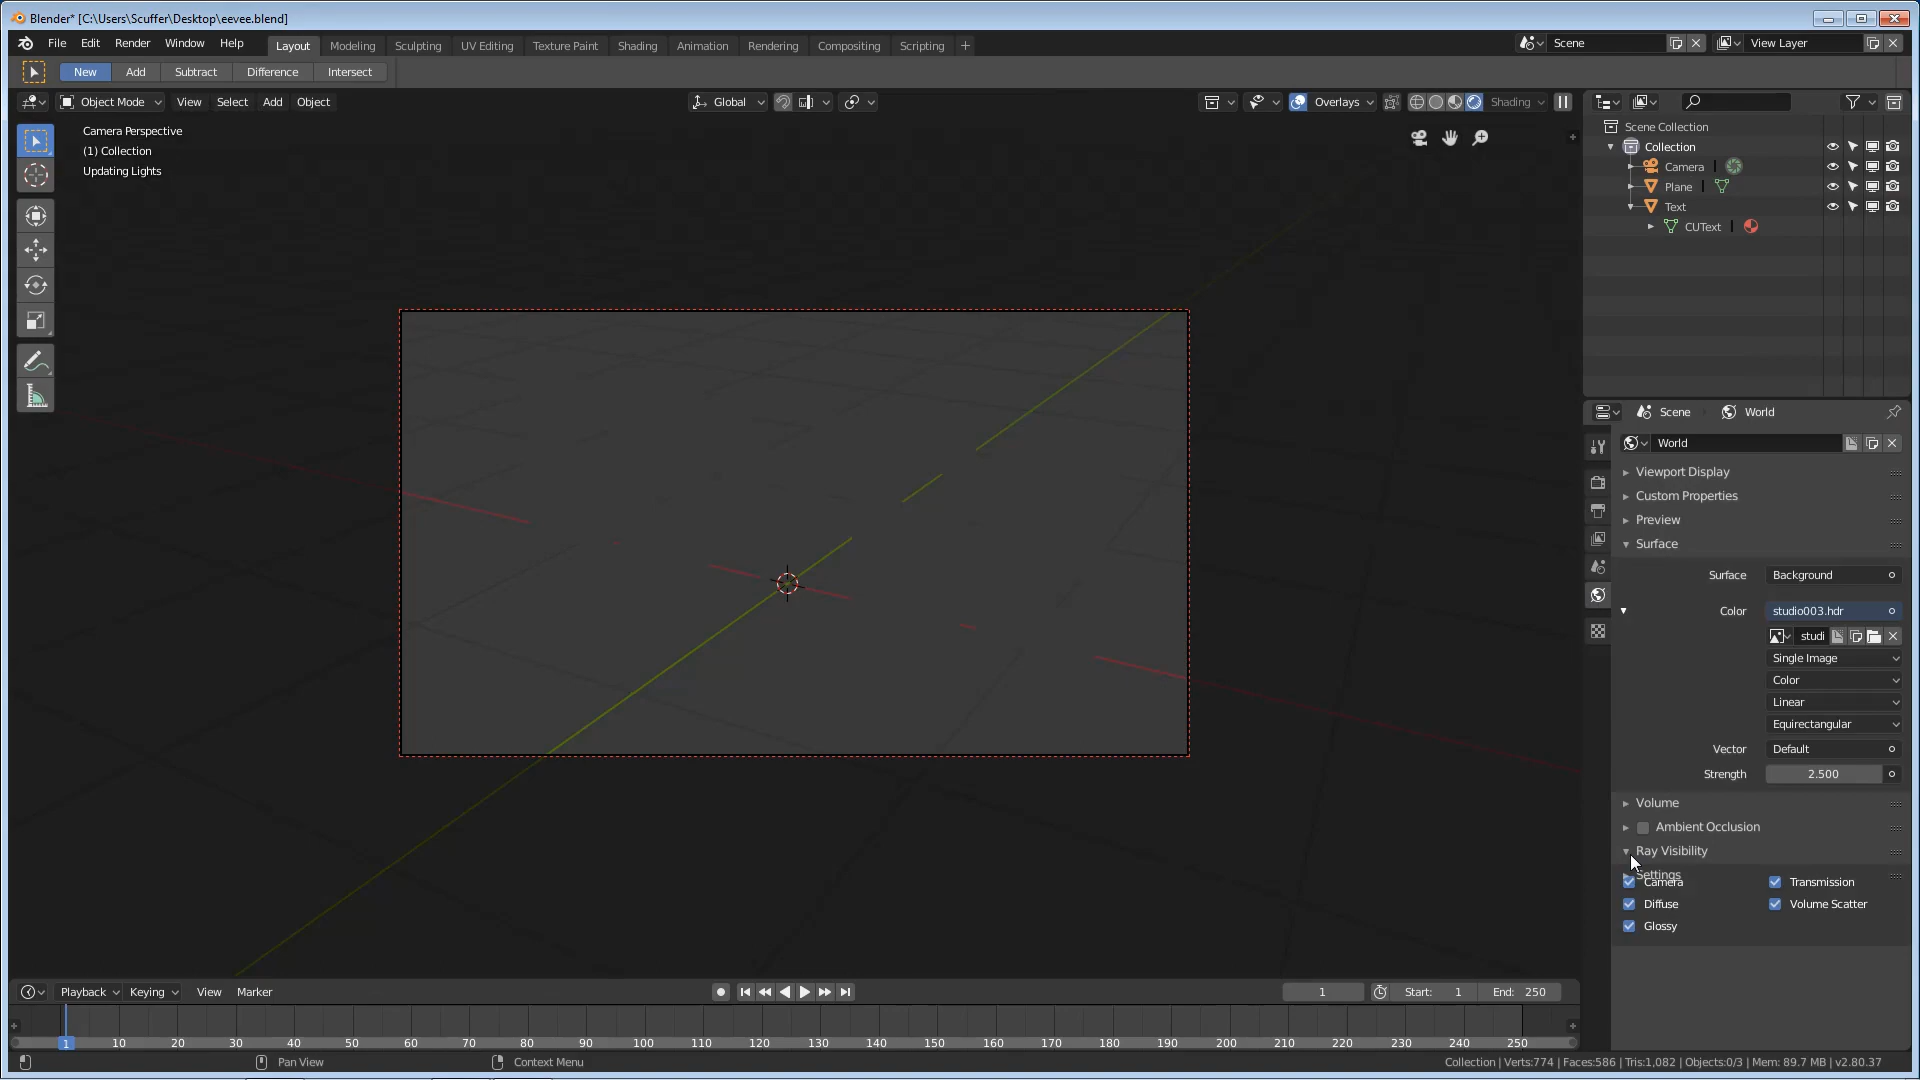 Blender* [C:\Users\Scuffer\Desktop\eevee.blend]
File Edit Render Window Help Layout Modeling Sculpting UV Editing Texture Paint Shading Animation Rendering Compositing Scripting + Scene View Layer
New Add Subtract Difference Intersect
Object Mode View Select Add Object Global Overlays Shading
Camera Perspective
(1) Collection
Updating Lights
Scene Collection
Collection
Camera
Plane
Text
CUText
Scene World
World
Viewport Display
Custom Properties
Preview
Surface
Surface Background
Color studio003.hdr
studi
Single Image
Color
Linear
Equirectangular
Vector Default
Strength 2.500
Volume
Ambient Occlusion
Ray Visibility
Settings
Camera Transmission
Diffuse Volume Scatter
Glossy
Playback Keying View Marker 1 Start: 1 End: 250
1 10 20 30 40 50 60 70 80 90 100 110 120 130 140 150 160 170 180 190 200 210 220 230 240 250
Pan View Context Menu Collection | Verts:774 | Faces:586 | Tris:1,082 | Objects:0/3 | Mem: 89.7 MB | v2.80.37